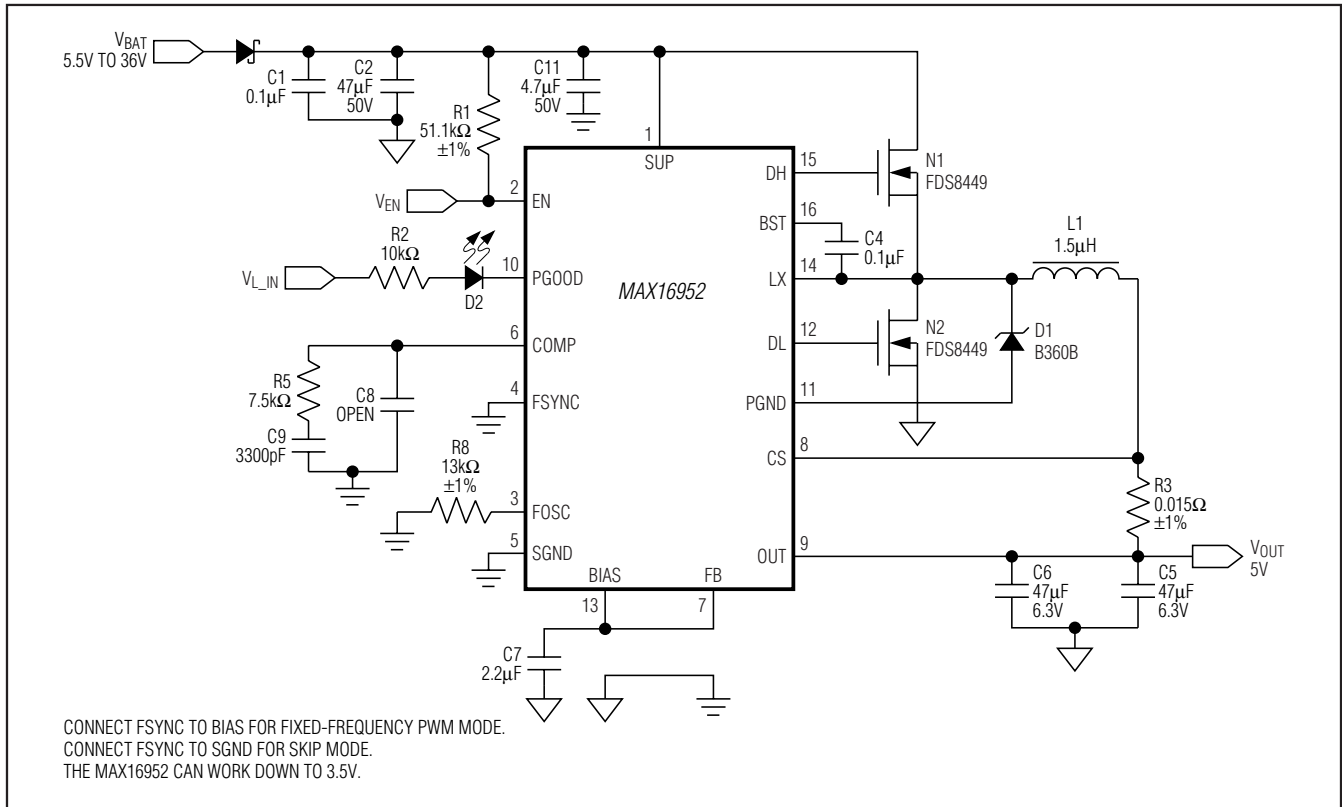 VBAT
5.5V TO 36V
C1
0.1µF
C2
47µF
50V
R1
51.1kΩ
±1%
C11
4.7µF
50V
1
SUP
VEN
2
EN
R2
10kΩ
VL_IN
D2
10
PGOOD
MAX16952
6
COMP
R5
7.5kΩ
C8
OPEN
C9
3300pF
4
FSYNC
R8
13kΩ
±1%
3
FOSC
5
SGND
BIAS
13
FB
7
C7
2.2µF
DH
15
N1
FDS8449
BST
16
C4
0.1µF
L1
1.5µH
LX
14
DL
12
N2
FDS8449
D1
B360B
PGND
11
CS
8
R3
0.015Ω
±1%
OUT
9
VOUT
5V
C6
47µF
6.3V
C5
47µF
6.3V
CONNECT FSYNC TO BIAS FOR FIXED-FREQUENCY PWM MODE.
CONNECT FSYNC TO SGND FOR SKIP MODE.
THE MAX16952 CAN WORK DOWN TO 3.5V.